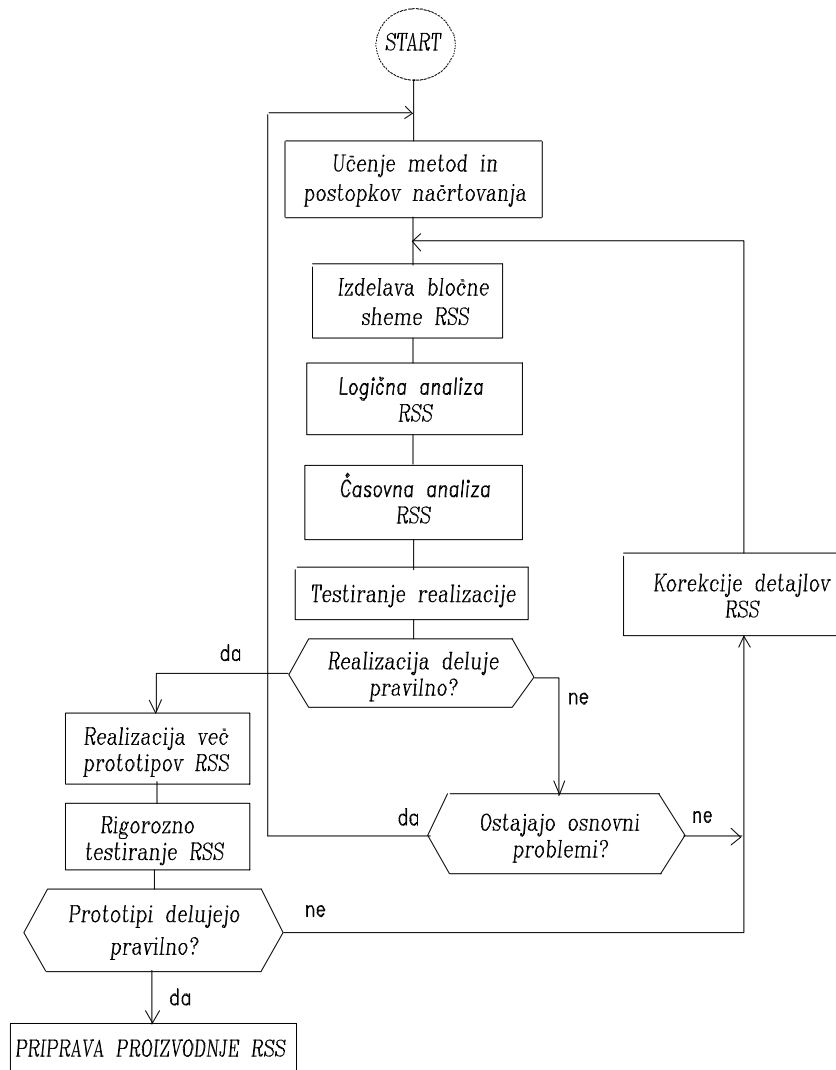 START
Učenje metod in
postopkov načrtovanja
Izdelava bločne
sheme RSS
Logična analiza
RSS
Časovna analiza
RSS
Korekcije detajlov
RSS
Testiranje realizacije
da
Realizacija deluje
pravilno?
ne
Realizacija več
prototipov RSS
da
Ostajajo osnovni
problemi?
ne
Rigorozno
testiranje RSS
Prototipi delujejo
pravilno?
ne
da
PRIPRAVA PROIZVODNJE RSS